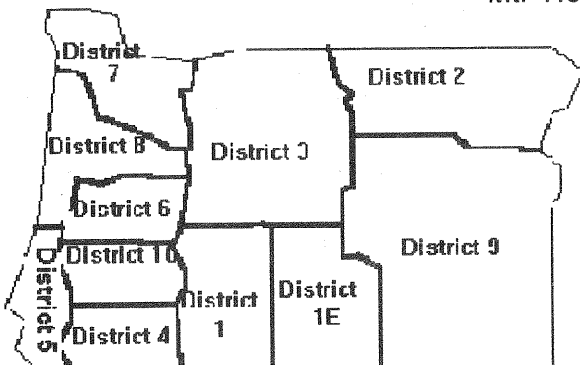 District
7
District 2
District 8
District 3
District 6
District 9
District 10
District 5
District
1
District
1E
District 4